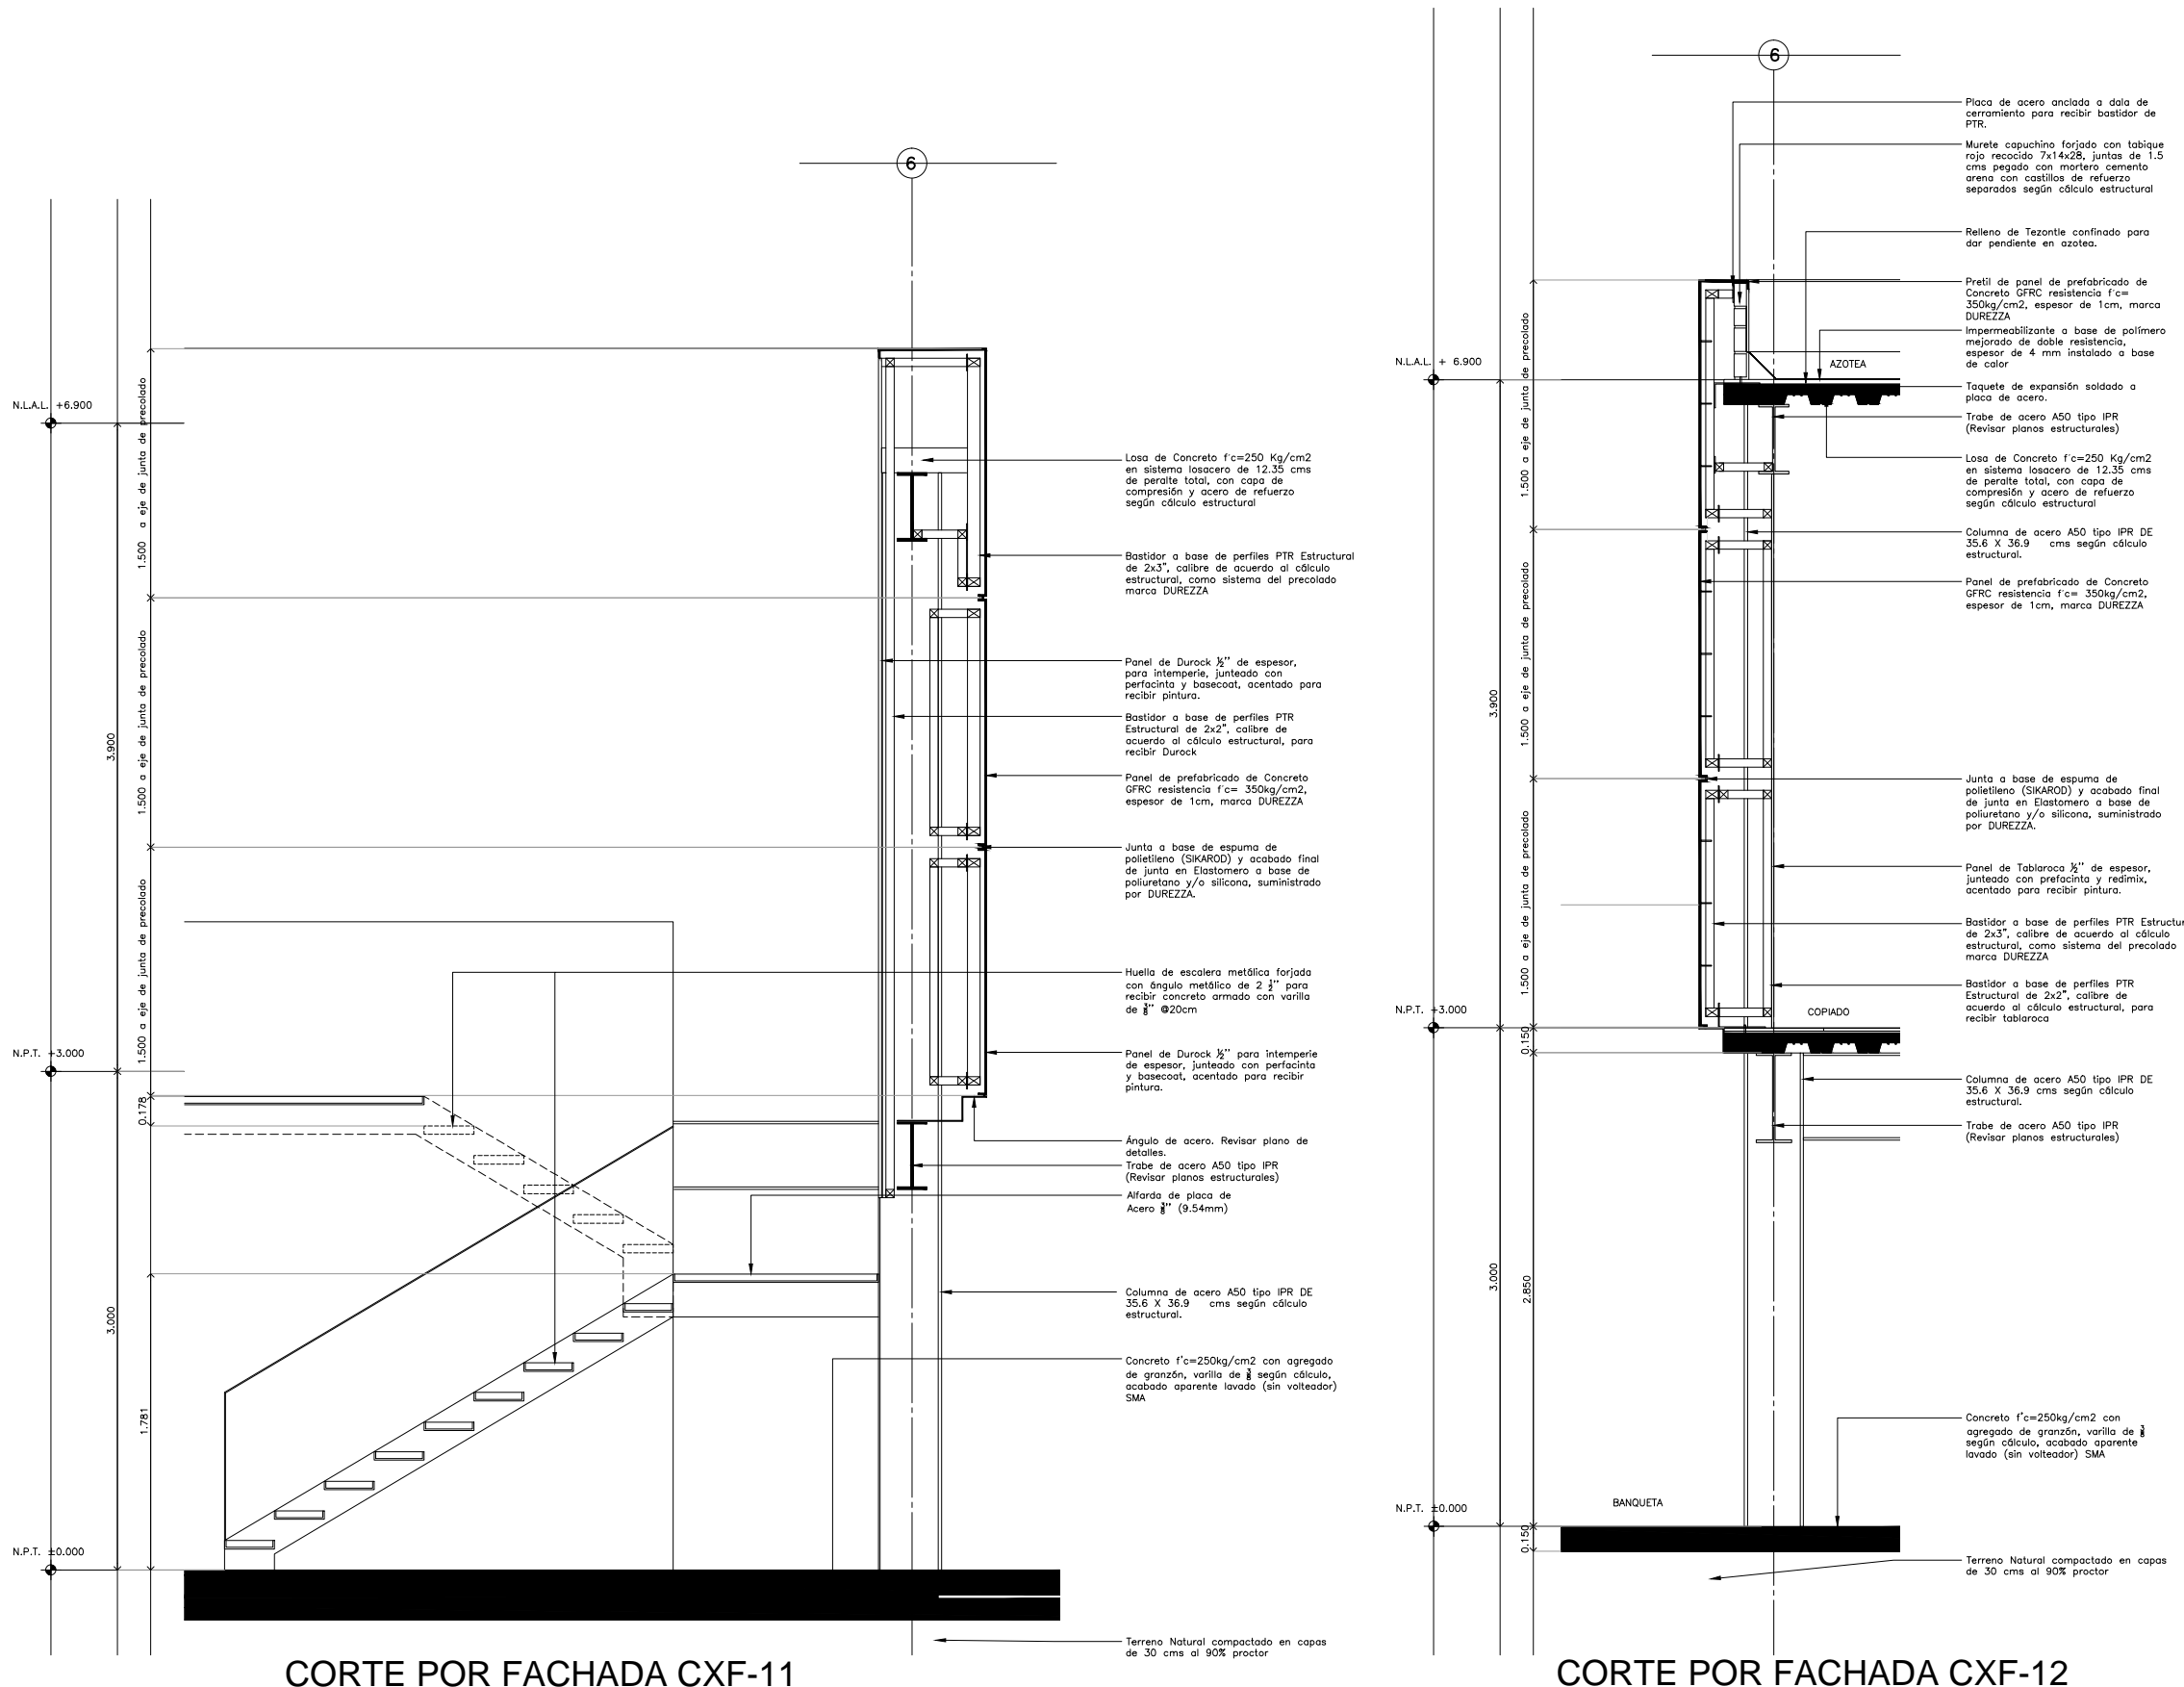 6
N.L.A.L. +6.900
N.P.T. +3.000
N.P.T. ±0.000
3.900
3.000
1.500 a eje de junta de precolado
1.500 a eje de junta de precolado
1.500 a eje de junta de precolado
0.178
1.781
Losa de Concreto f'c=250 Kg/cm2
en sistema losacero de 12.35 cms
de peralte total, con capa de
compresión y acero de refuerzo
según cálculo estructural
Bastidor a base de perfiles PTR Estructural
de 2x3", calibre de acuerdo al cálculo
estructural, como sistema del precolado
marca DUREZZA
Panel de Durock ½'' de espesor,
para intemperie, junteado con
perfacinta y basecoat, acentado para
recibir pintura.
Bastidor a base de perfiles PTR
Estructural de 2x2", calibre de
acuerdo al cálculo estructural, para
recibir Durock
Panel de prefabricado de Concreto
GFRC resistencia f'c= 350kg/cm2,
espesor de 1cm, marca DUREZZA
Junta a base de espuma de
polietileno (SIKAROD) y acabado final
de junta en Elastomero a base de
poliuretano y/o silicona, suministrado
por DUREZZA.
Huella de escalera metálica forjada
con ángulo metálico de 2 ½'' para
recibir concreto armado con varilla
de ⅜'' @20cm
Panel de Durock ½'' para intemperie
de espesor, junteado con perfacinta
y basecoat, acentado para recibir
pintura.
Ángulo de acero. Revisar plano de
detalles.
Trabe de acero A50 tipo IPR
(Revisar planos estructurales)
Alfarda de placa de
Acero ⅜'' (9.54mm)
Columna de acero A50 tipo IPR DE
35.6 X 36.9 cms según cálculo
estructural.
Concreto f'c=250kg/cm2 con agregado
de granzón, varilla de ⅜ según cálculo,
acabado aparente lavado (sin volteador)
SMA
Terreno Natural compactado en capas
de 30 cms al 90% proctor
CORTE POR FACHADA CXF-11
6
N.L.A.L. + 6.900
N.P.T. +3.000
N.P.T. ±0.000
3.900
3.000
1.500 a eje de junta de precolado
1.500 a eje de junta de precolado
1.500 a eje de junta de precolado
0.150
2.850
0.150
AZOTEA
COPIADO
BANQUETA
Placa de acero anclada a dala de
cerramiento para recibir bastidor de
PTR.
Murete capuchino forjado con tabique
rojo recocido 7x14x28, juntas de 1.5
cms pegado con mortero cemento
arena con castillos de refuerzo
separados según cálculo estructural
Relleno de Tezontle confinado para
dar pendiente en azotea.
Pretil de panel de prefabricado de
Concreto GFRC resistencia f'c=
350kg/cm2, espesor de 1cm, marca
DUREZZA
Impermeabilizante a base de polímero
mejorado de doble resistencia,
espesor de 4 mm instalado a base
de calor
Taquete de expansión soldado a
placa de acero.
Trabe de acero A50 tipo IPR
(Revisar planos estructurales)
Losa de Concreto f'c=250 Kg/cm2
en sistema losacero de 12.35 cms
de peralte total, con capa de
compresión y acero de refuerzo
según cálculo estructural
Columna de acero A50 tipo IPR DE
35.6 X 36.9 cms según cálculo
estructural.
Panel de prefabricado de Concreto
GFRC resistencia f'c= 350kg/cm2,
espesor de 1cm, marca DUREZZA
Junta a base de espuma de
polietileno (SIKAROD) y acabado final
de junta en Elastomero a base de
poliuretano y/o silicona, suministrado
por DUREZZA.
Panel de Tablaroca ½'' de espesor,
junteado con prefacinta y redimix,
acentado para recibir pintura.
Bastidor a base de perfiles PTR Estructur
de 2x3", calibre de acuerdo al cálculo
estructural, como sistema del precolado
marca DUREZZA
Bastidor a base de perfiles PTR
Estructural de 2x2", calibre de
acuerdo al cálculo estructural, para
recibir tablaroca
Columna de acero A50 tipo IPR DE
35.6 X 36.9 cms según cálculo
estructural.
Trabe de acero A50 tipo IPR
(Revisar planos estructurales)
Concreto f'c=250kg/cm2 con
agregado de granzón, varilla de ⅜
según cálculo, acabado aparente
lavado (sin volteador) SMA
Terreno Natural compactado en capas
de 30 cms al 90% proctor
CORTE POR FACHADA CXF-12